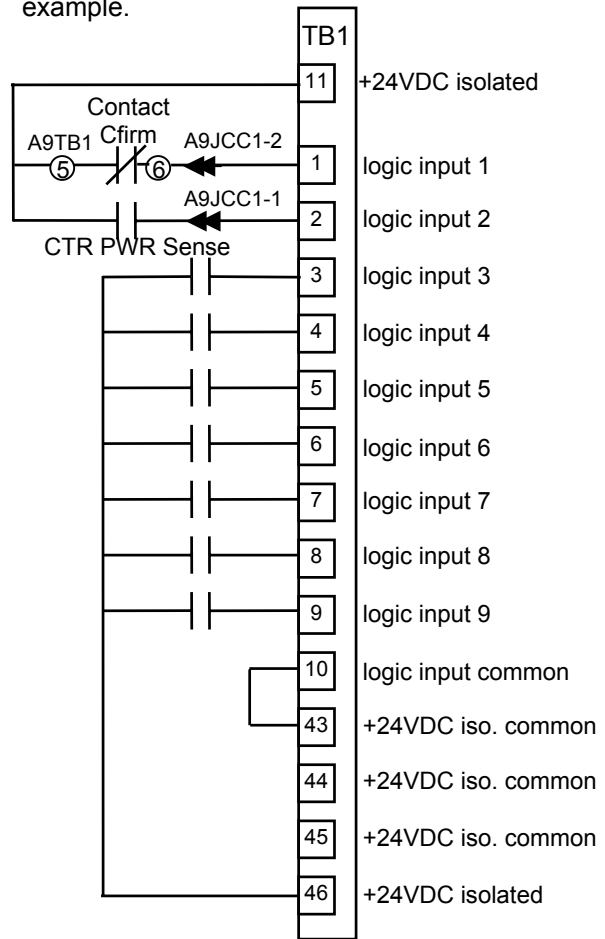 example.
TB1
11 +24VDC isolated
Contact
Cfirm
A9TB1 A9JCC1-2
5 6 1 logic input 1
A9JCC1-1
2 logic input 2
CTR PWR Sense
3 logic input 3
4 logic input 4
5 logic input 5
6 logic input 6
7 logic input 7
8 logic input 8
9 logic input 9
10 logic input common
43 +24VDC iso. common
44 +24VDC iso. common
45 +24VDC iso. common
46 +24VDC isolated